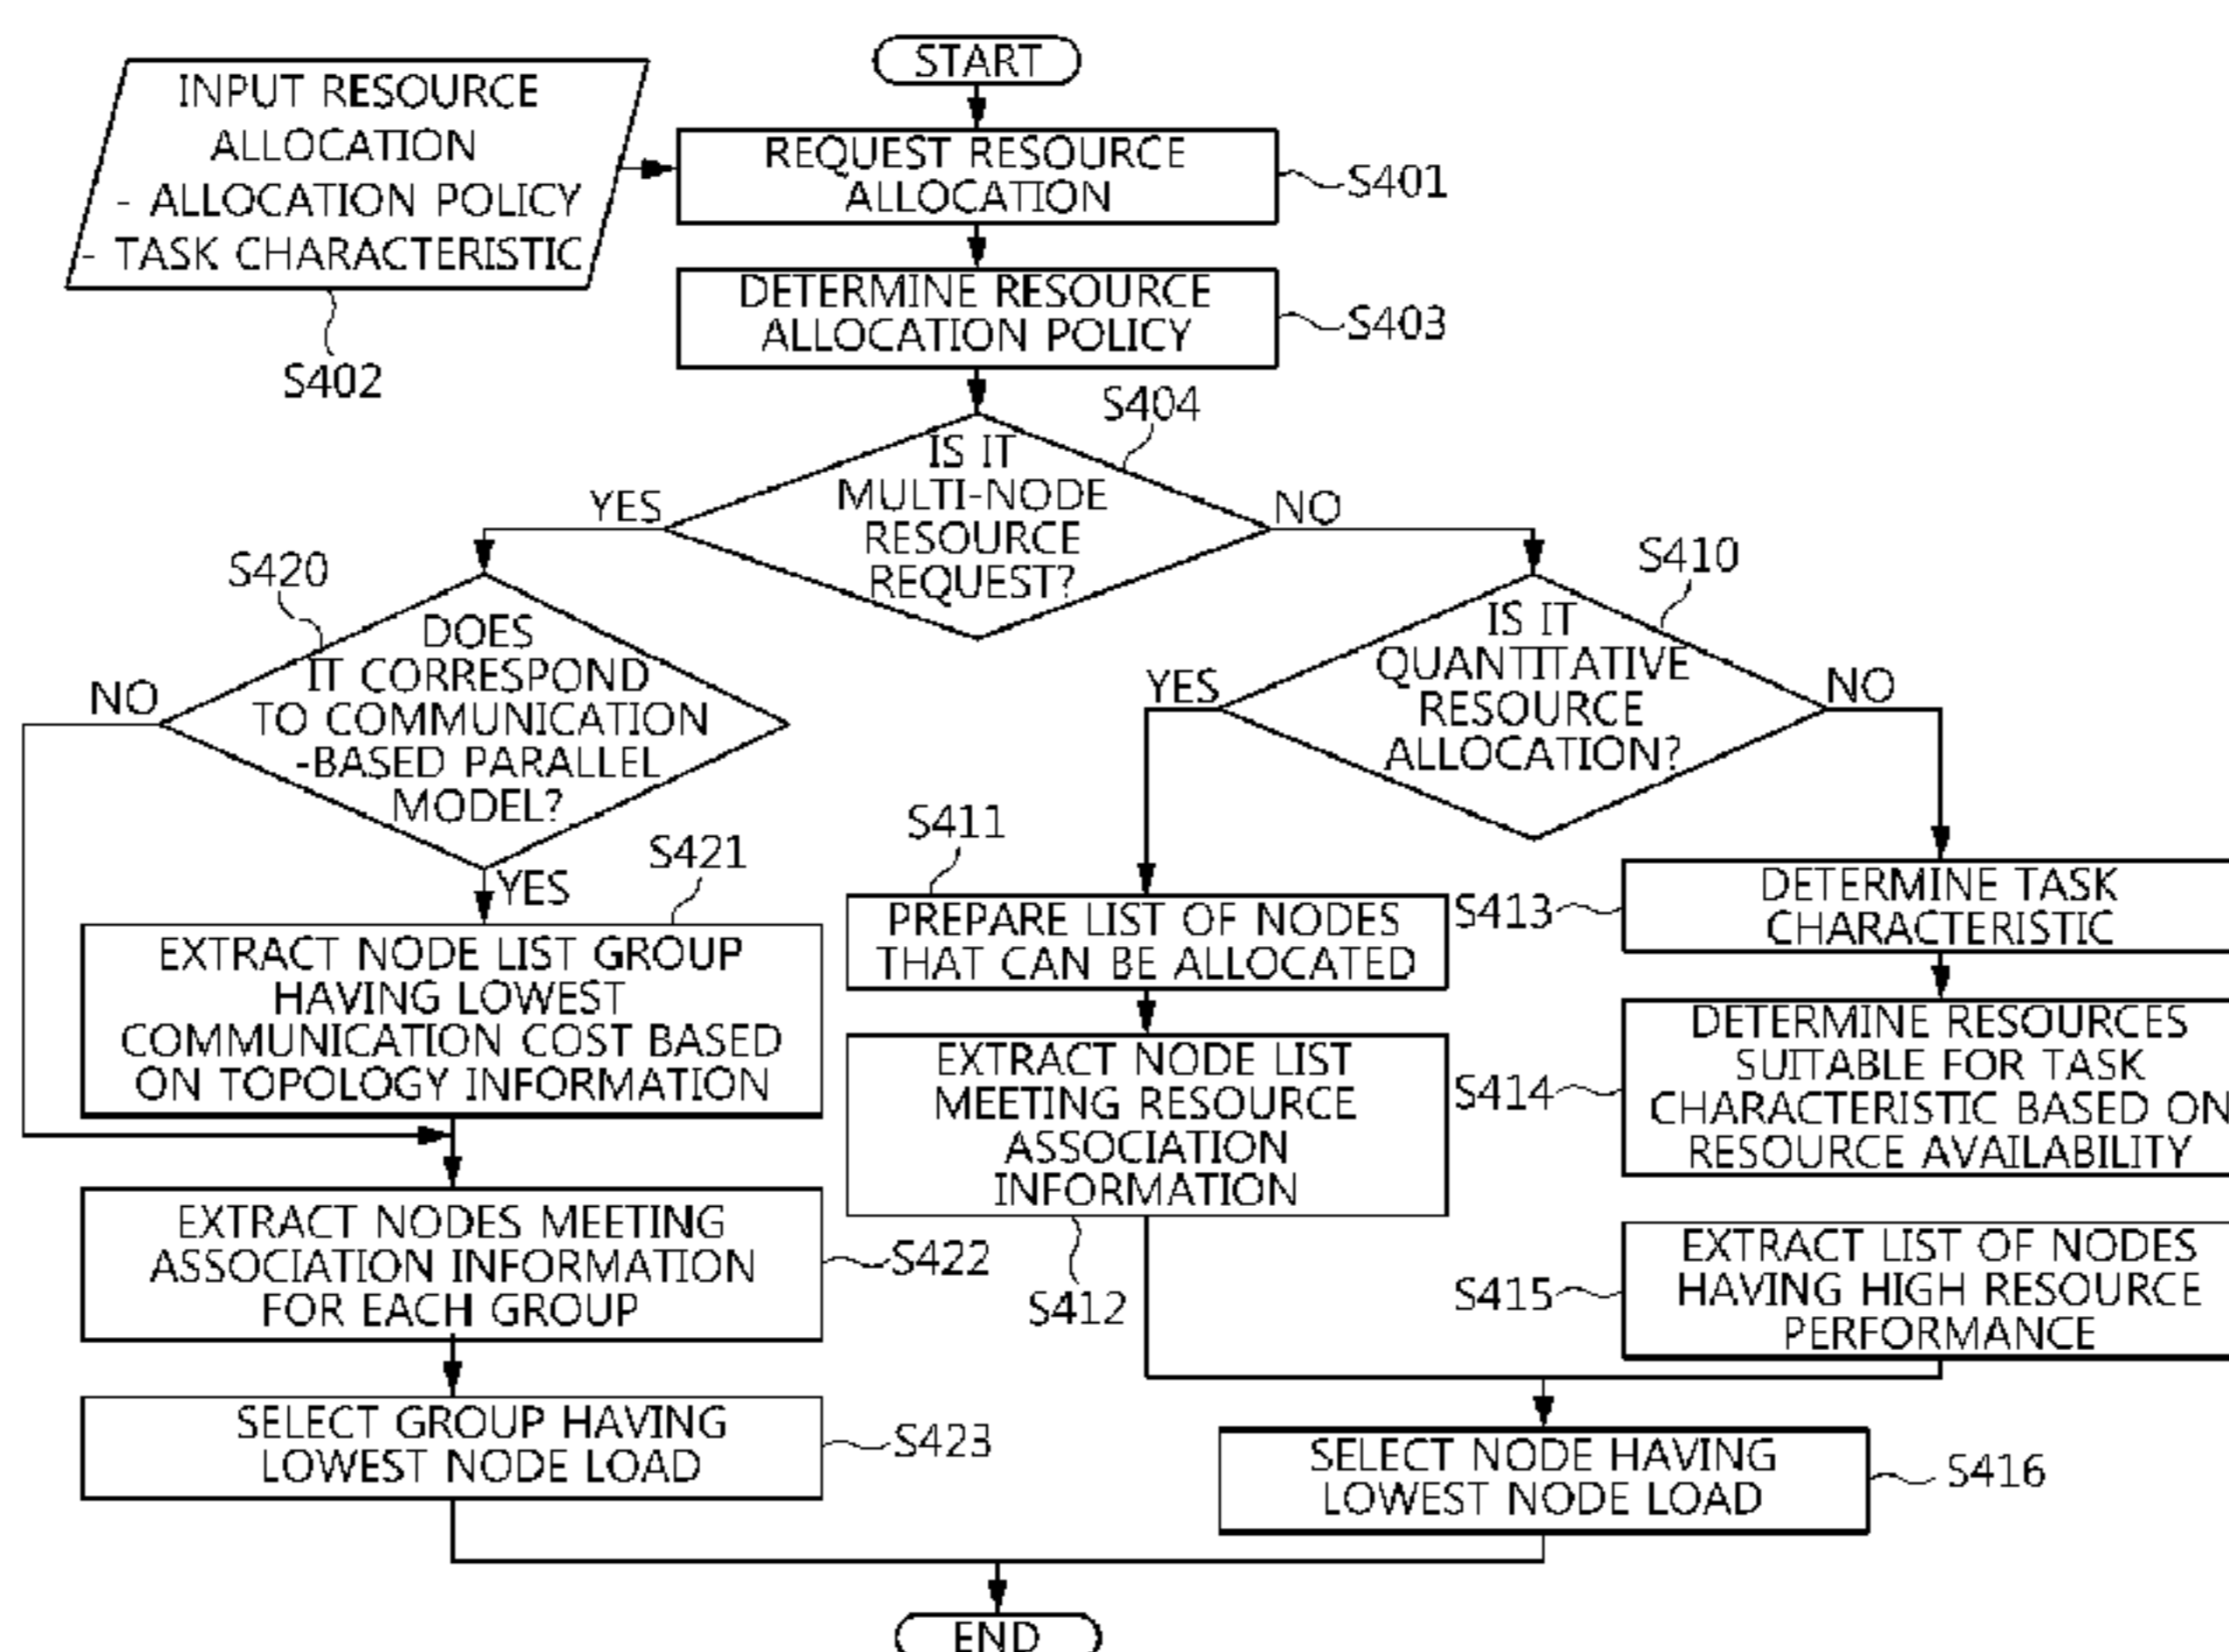 START
INPUT RESOURCE
ALLOCATION
- ALLOCATION POLICY
- TASK CHARACTERISTIC
S402
REQUEST RESOURCE
ALLOCATION
S401
DETERMINE RESOURCE
ALLOCATION POLICY
S403
S404
IS IT
MULTI-NODE
RESOURCE
REQUEST?
YES
NO
S420
DOES
IT CORRESPOND
TO COMMUNICATION
-BASED PARALLEL
MODEL?
NO
YES
S410
IS IT
QUANTITATIVE
RESOURCE
ALLOCATION?
YES
NO
S421
EXTRACT NODE LIST GROUP
HAVING LOWEST
COMMUNICATION COST BASED
ON TOPOLOGY INFORMATION
EXTRACT NODES MEETING
ASSOCIATION INFORMATION
FOR EACH GROUP
S422
SELECT GROUP HAVING
LOWEST NODE LOAD
S423
S411
PREPARE LIST OF NODES
THAT CAN BE ALLOCATED
EXTRACT NODE LIST
MEETING RESOURCE
ASSOCIATION
INFORMATION
S412
S413
DETERMINE TASK
CHARACTERISTIC
S414
DETERMINE RESOURCES
SUITABLE FOR TASK
CHARACTERISTIC BASED ON
RESOURCE AVAILABILITY
S415
EXTRACT LIST OF NODES
HAVING HIGH RESOURCE
PERFORMANCE
SELECT NODE HAVING
LOWEST NODE LOAD
S416
END